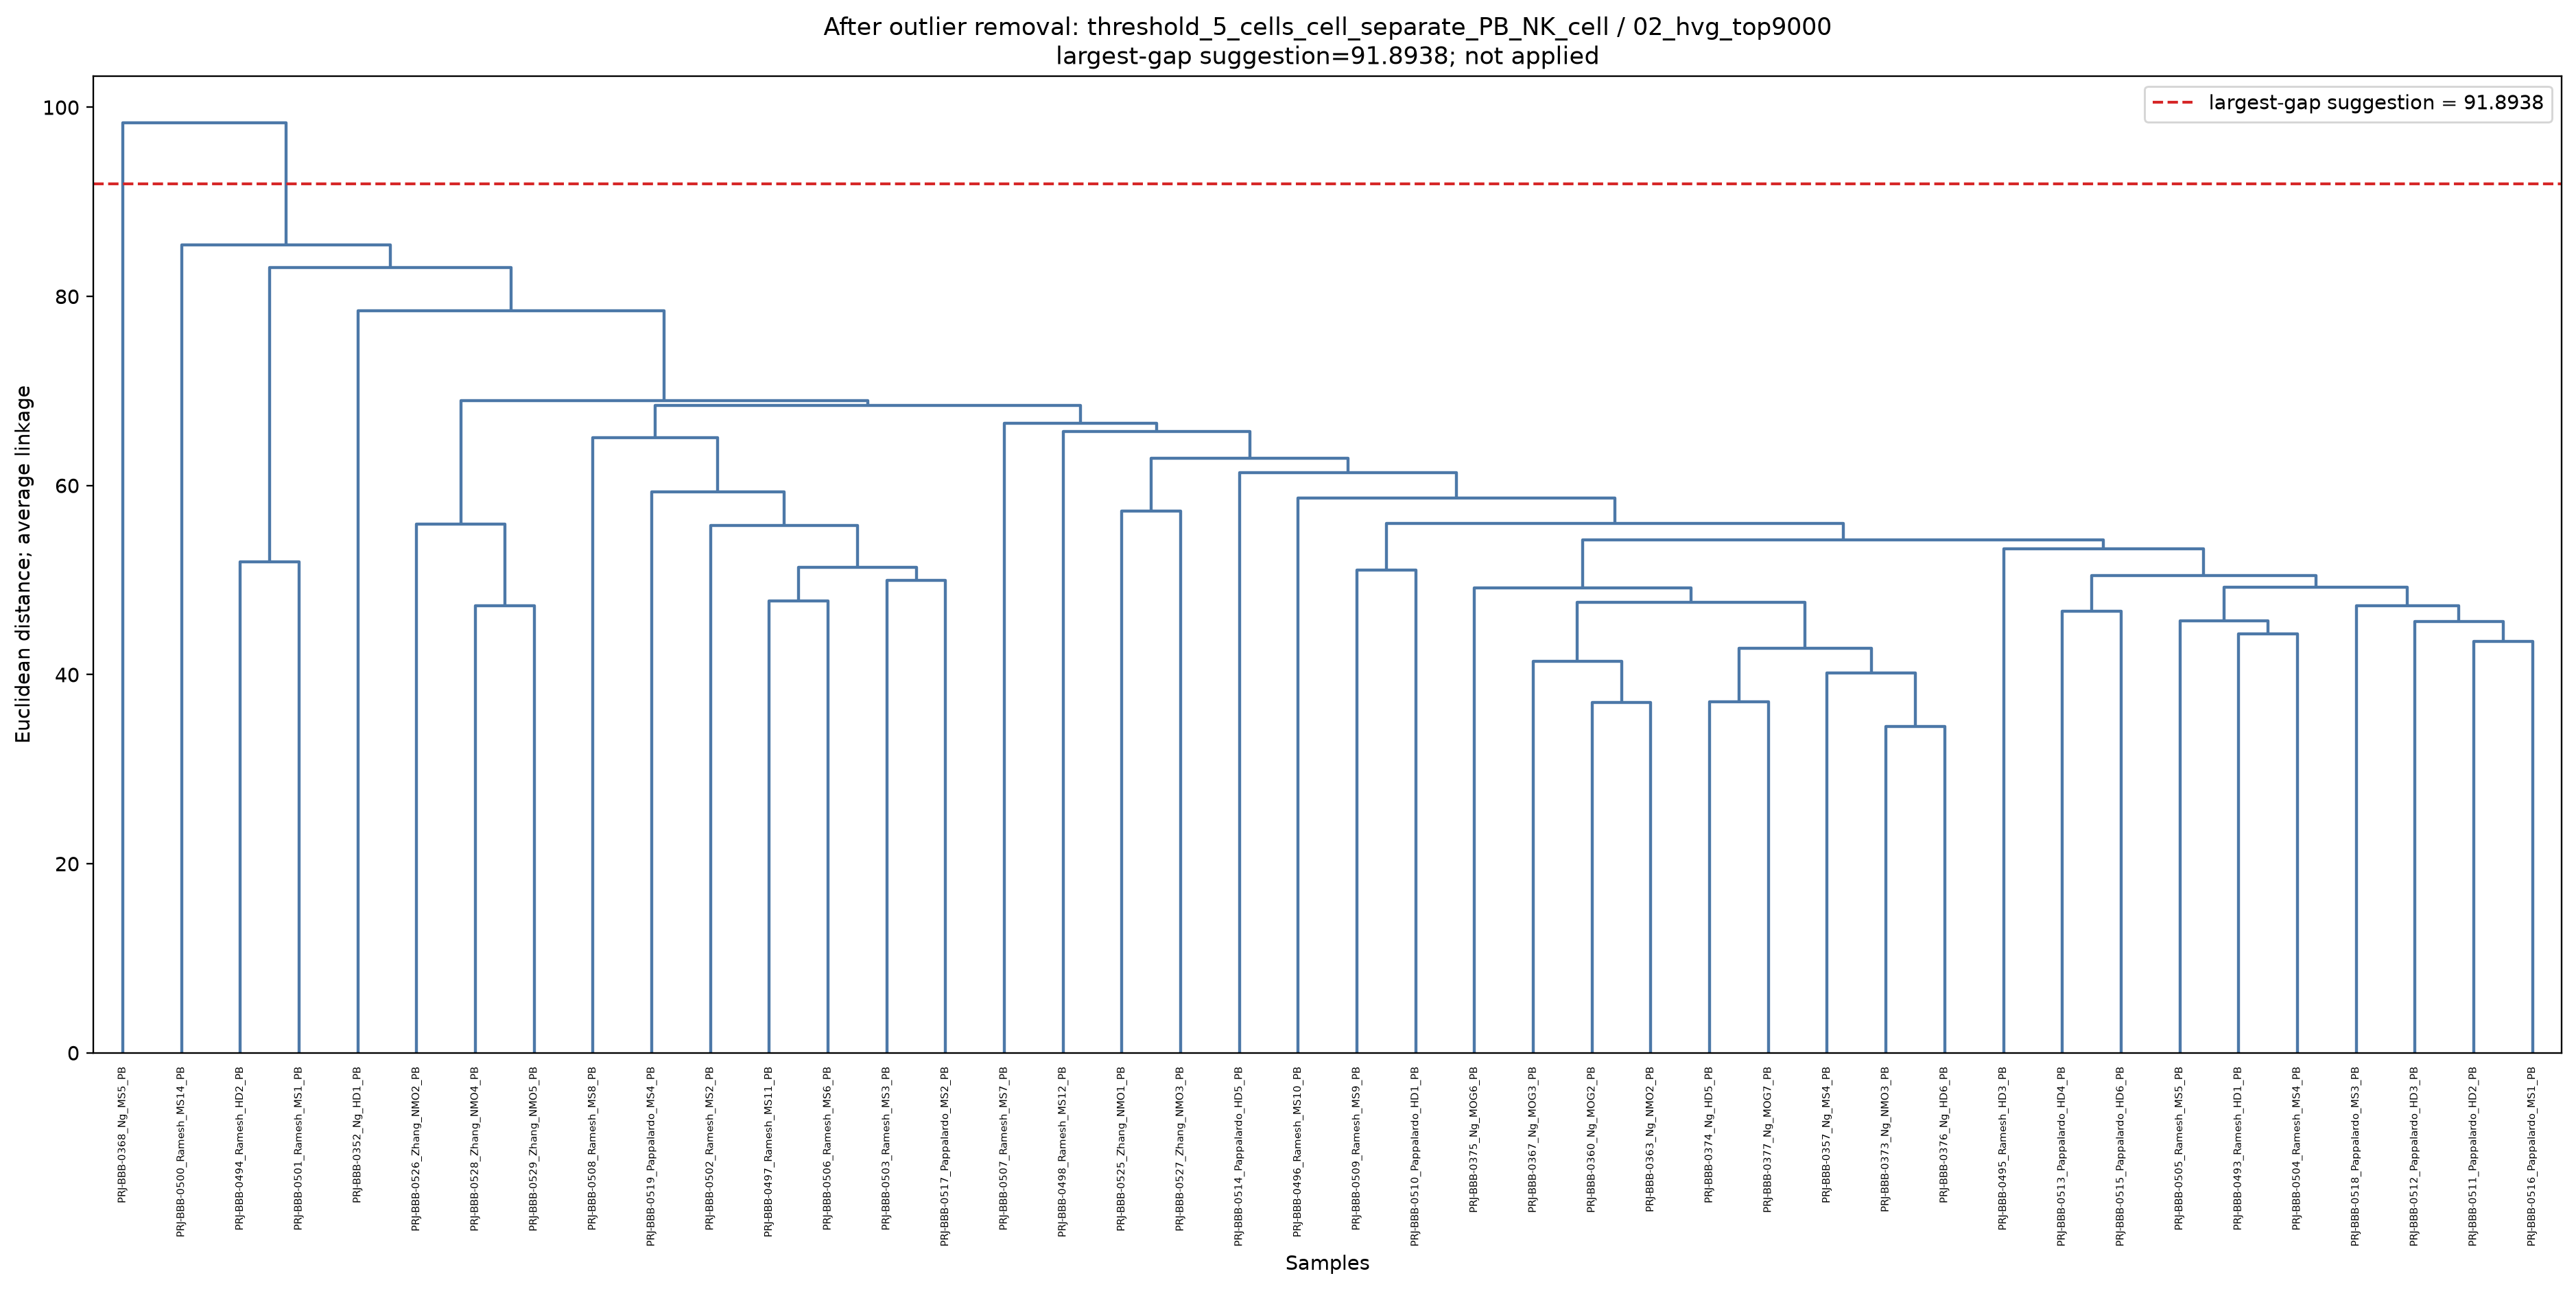 After outlier removal: threshold_5_cells_cell_separate_PB_NK_cell / 02_hvg_top9000
largest-gap suggestion=91.8938; not applied
largest-gap suggestion = 91.8938
Euclidean distance; average linkage
100
80
60
40
20
0
PRJ-BBB-0368_Ng_MS5_PB
PRJ-BBB-0500_Ramesh_MS14_PB
PRJ-BBB-0494_Ramesh_HD2_PB
PRJ-BBB-0501_Ramesh_MS1_PB
PRJ-BBB-0352_Ng_HD1_PB
PRJ-BBB-0526_Zhang_NMO2_PB
PRJ-BBB-0528_Zhang_NMO4_PB
PRJ-BBB-0529_Zhang_NMO5_PB
PRJ-BBB-0508_Ramesh_MS8_PB
PRJ-BBB-0519_Pappalardo_MS4_PB
PRJ-BBB-0502_Ramesh_MS2_PB
PRJ-BBB-0497_Ramesh_MS11_PB
PRJ-BBB-0506_Ramesh_MS6_PB
PRJ-BBB-0503_Ramesh_MS3_PB
PRJ-BBB-0517_Pappalardo_MS2_PB
PRJ-BBB-0507_Ramesh_MS7_PB
PRJ-BBB-0498_Ramesh_MS12_PB
PRJ-BBB-0525_Zhang_NMO1_PB
PRJ-BBB-0527_Zhang_NMO3_PB
PRJ-BBB-0514_Pappalardo_HD5_PB
PRJ-BBB-0496_Ramesh_MS10_PB
PRJ-BBB-0509_Ramesh_MS9_PB
PRJ-BBB-0510_Pappalardo_HD1_PB
PRJ-BBB-0375_Ng_MOG6_PB
PRJ-BBB-0367_Ng_MOG3_PB
PRJ-BBB-0360_Ng_MOG2_PB
PRJ-BBB-0363_Ng_NMO2_PB
PRJ-BBB-0374_Ng_HD5_PB
PRJ-BBB-0377_Ng_MOG7_PB
PRJ-BBB-0357_Ng_MS4_PB
PRJ-BBB-0373_Ng_NMO3_PB
PRJ-BBB-0376_Ng_HD6_PB
PRJ-BBB-0495_Ramesh_HD3_PB
PRJ-BBB-0513_Pappalardo_HD4_PB
PRJ-BBB-0515_Pappalardo_HD6_PB
PRJ-BBB-0505_Ramesh_MS5_PB
PRJ-BBB-0493_Ramesh_HD1_PB
PRJ-BBB-0504_Ramesh_MS4_PB
PRJ-BBB-0518_Pappalardo_MS3_PB
PRJ-BBB-0512_Pappalardo_HD3_PB
PRJ-BBB-0511_Pappalardo_HD2_PB
PRJ-BBB-0516_Pappalardo_MS1_PB
Samples